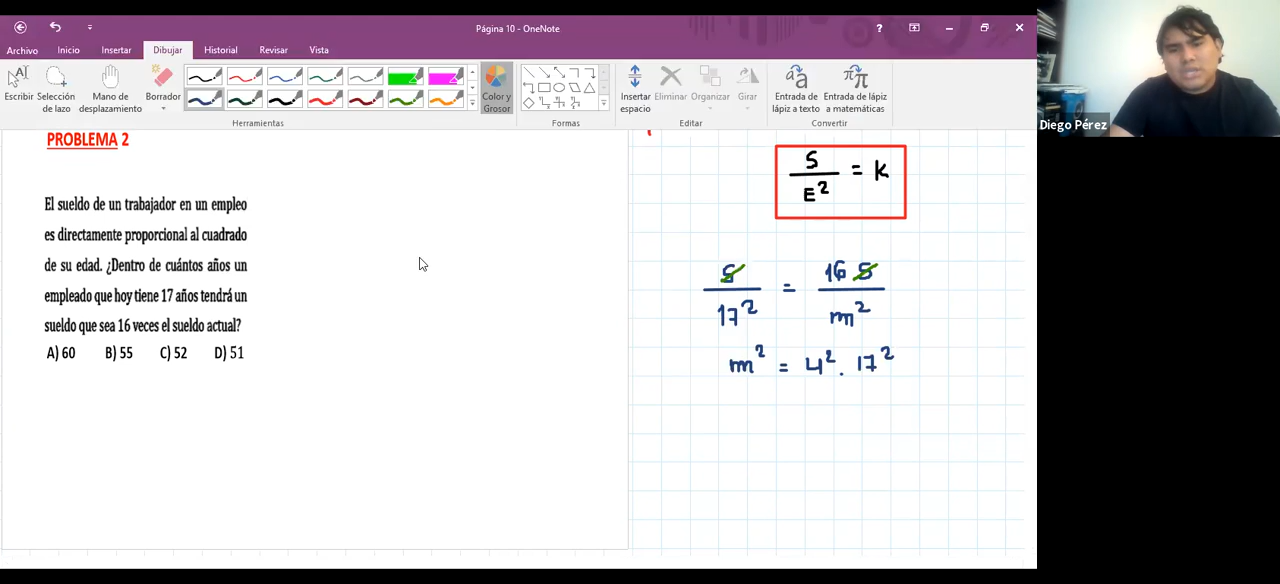 Página 10 - OneNote
?
Archivo Inicio Insertar Dibujar Historial Revisar Vista
Escribir
Selección de lazo
Mano de desplazamiento
Borrador
Color y Grosor
Insertar espacio
Eliminar
Organizar
Girar
Entrada de lápiz a texto
Entrada de lápiz a matemáticas
Herramientas Formas Editar Convertir
Diego Pérez
PROBLEMA 2
El sueldo de un trabajador en un empleo
es directamente proporcional al cuadrado
de su edad. ¿Dentro de cuántos años un
empleado que hoy tiene 17 años tendrá un
sueldo que sea 16 veces el sueldo actual?
A) 60 B) 55 C) 52 D) 51
S/E² = K
S/17² = 16 S/m²
m² = 4² . 17²